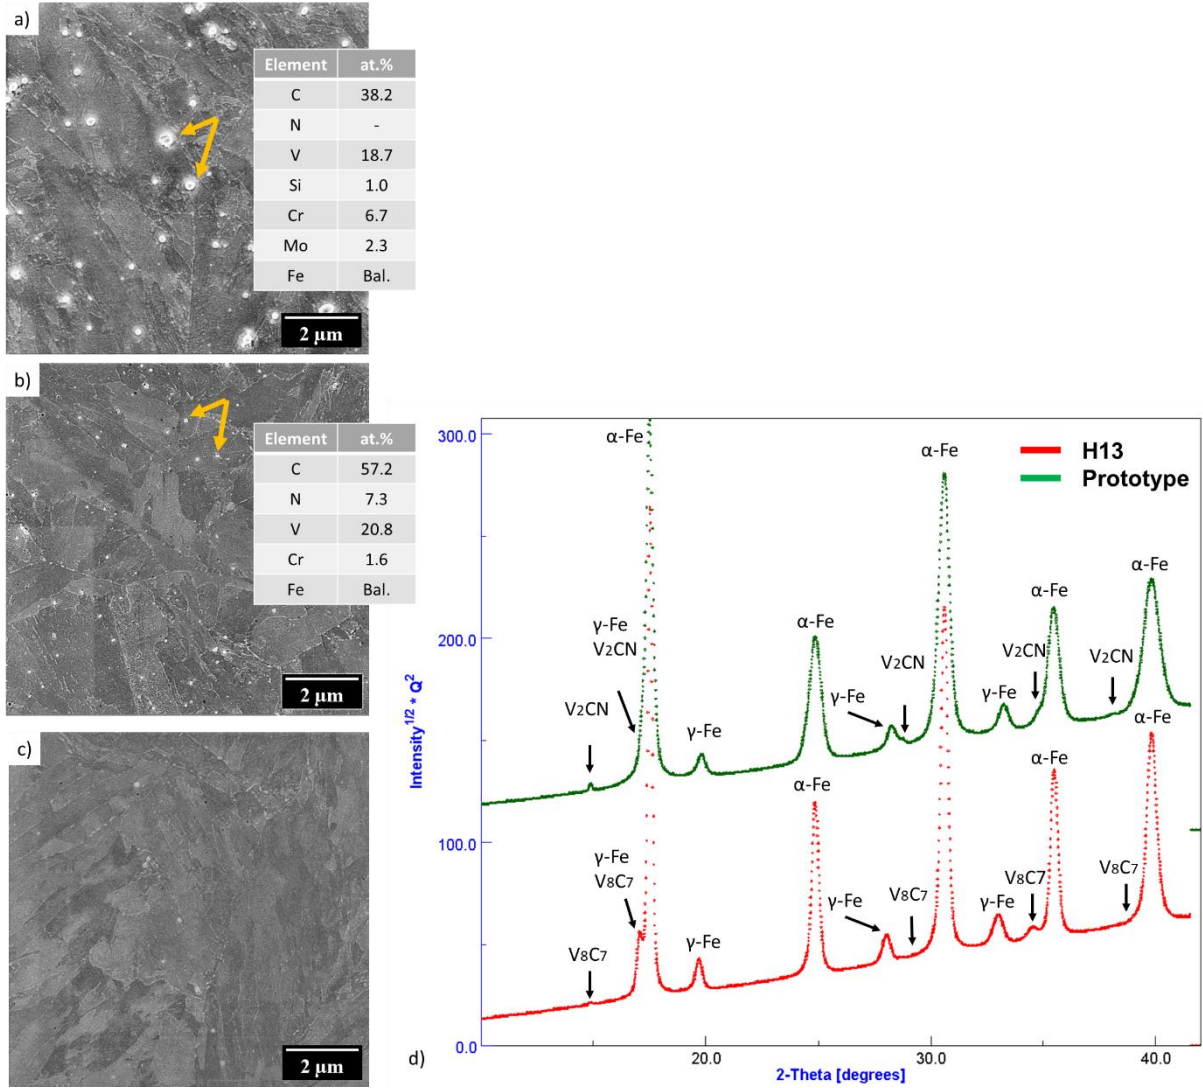 a)
Element at.%
C 38.2
N -
V 18.7
Si 1.0
Cr 6.7
Mo 2.3
Fe Bal.
2 µm
b)
Element at.%
C 57.2
N 7.3
V 20.8
Cr 1.6
Fe Bal.
2 µm
c)
2 µm
d)
300.0
200.0
100.0
0.0
Intensity^1/2 * Q^2
20.0 30.0 40.0
2-Theta [degrees]
H13
Prototype
α-Fe
α-Fe
α-Fe
γ-Fe
V2CN
α-Fe
V2CN
V2CN
V2CN
γ-Fe
γ-Fe
V2CN
γ-Fe
α-Fe
α-Fe
α-Fe
γ-Fe
V8C7
γ-Fe
V8C7
γ-Fe
V8C7
V8C7
γ-Fe
V8C7